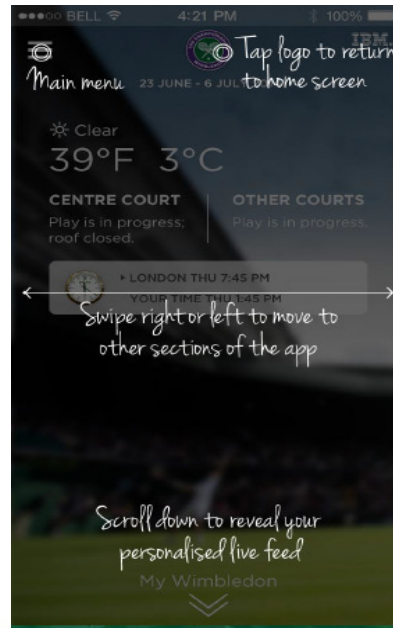 BELL 4:21 PM 100%
IBM.
Tap logo to return
to home screen
Main menu
23 JUNE - 6 JUL
Clear
39°F 3°C
CENTRE COURT
Play is in progress;
roof closed.
OTHER COURTS
Play is in progress.
LONDON THU 7:45 PM
YOUR TIME THU 1:45 PM
Swipe right or left to move to
other sections of the app
Scroll down to reveal your
personalised live feed
My Wimbledon